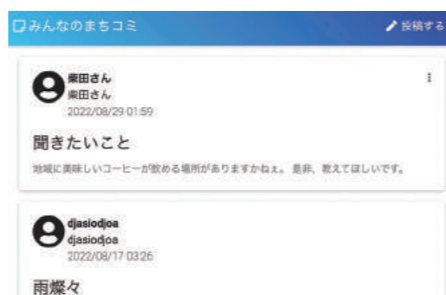 みんなのまちコミ
投稿する
柴田さん
柴田さん
2022/08/29 01:59
聞きたいこと
地域に美味しいコーヒーが飲める場所がありますかねぇ。 是非、教えてほしいです。
djasiodjoa
djasiodjoa
2022/08/17 03:26
雨燦々